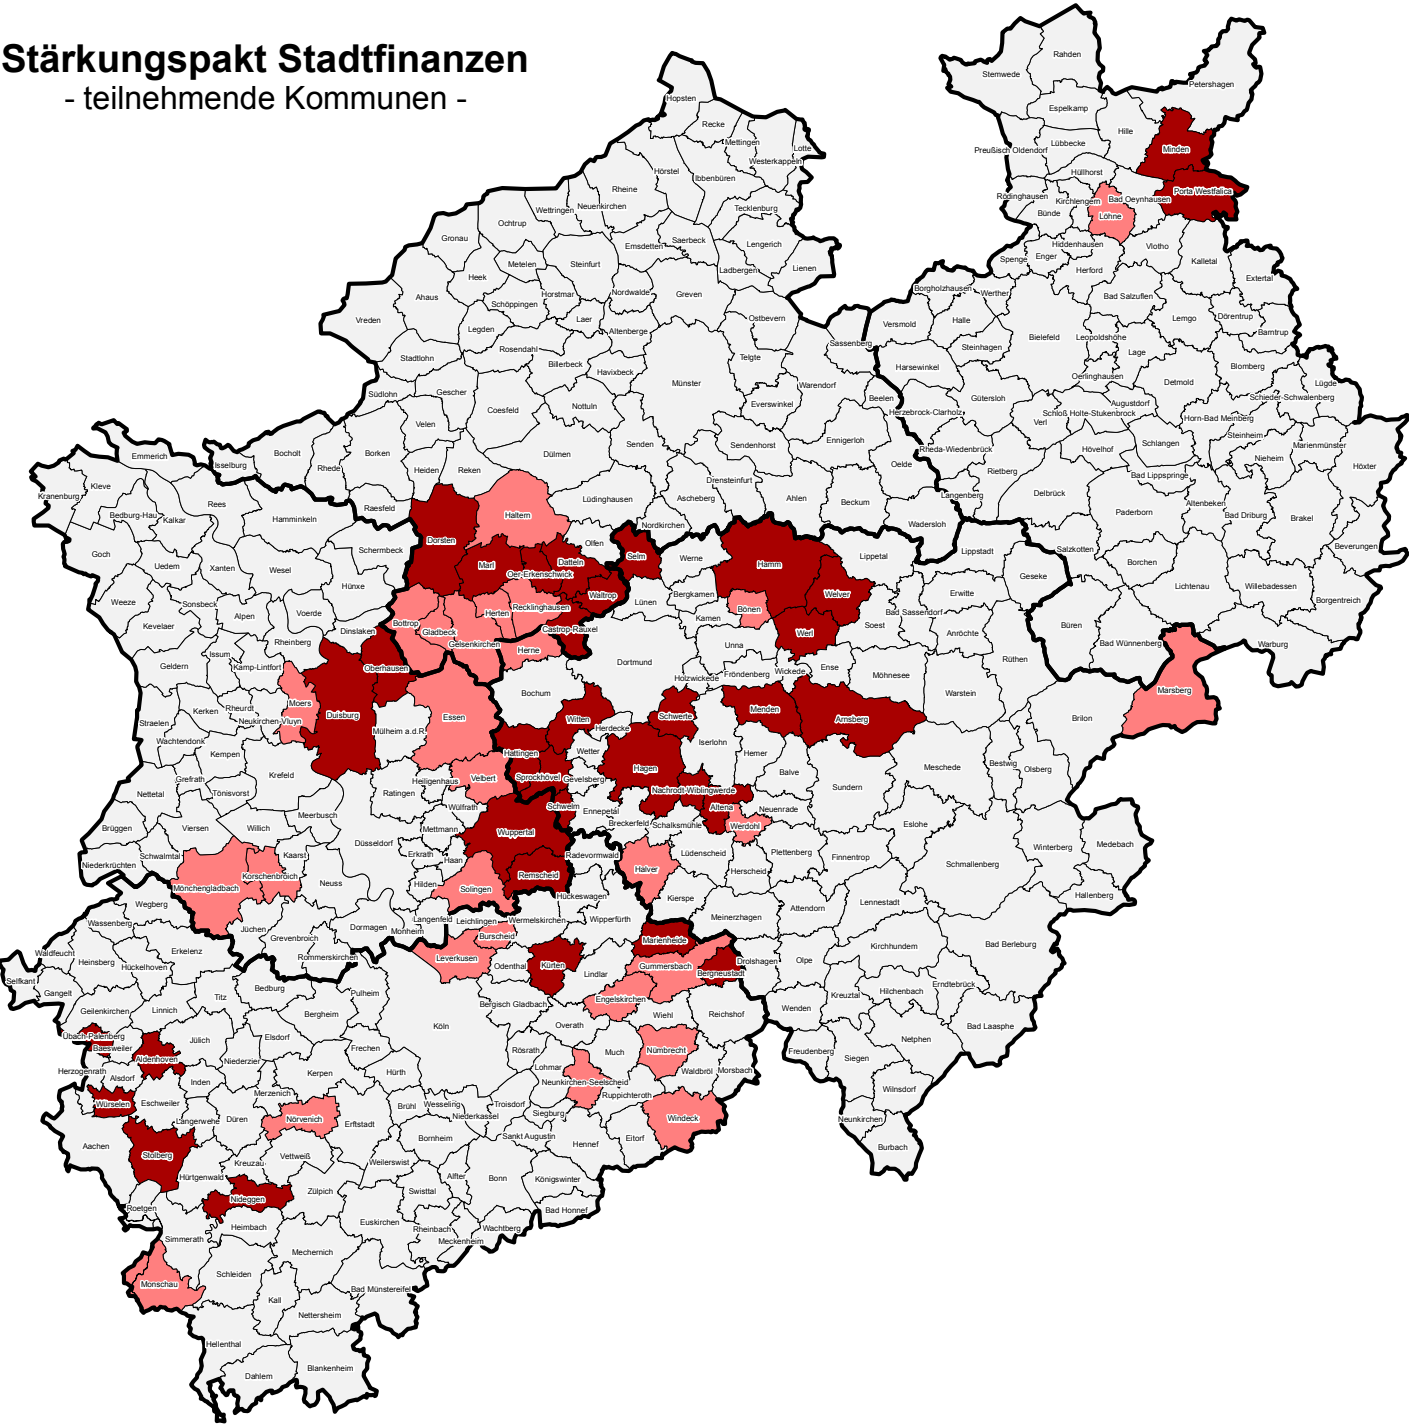 Stärkungspakt Stadtfinanzen
- teilnehmende Kommunen -
Rahden
Stemwede
Petershagen
Espelkamp
Hille
Lübbecke
Preußisch Oldendorf
Minden
Hüllhorst
Porta Westfalica
Rödinghausen
Kirchlengern
Bad Oeynhausen
Bünde
Löhne
Hiddenhausen
Vlotho
Spenge
Enger
Herford
Kalletal
Extertal
Hopsten
Recke
Mettingen
Lotte
Westerkappeln
Ibbenbüren
Hörstel
Rheine
Neuenkirchen
Wettringen
Ochtrup
Tecklenburg
Gronau
Metelen
Steinfurt
Emsdetten
Saerbeck
Lengerich
Ladbergen
Lienen
Heek
Ahaus
Schöppingen
Horstmar
Nordwalde
Greven
Laer
Vreden
Legden
Altenberge
Ostbevern
Rosendahl
Stadtlohn
Billerbeck
Havixbeck
Telgte
Sassenberg
Münster
Warendorf
Südlohn
Gescher
Coesfeld
Nottuln
Everswinkel
Beelen
Velen
Borken
Senden
Sendenhorst
Ennigerloh
Bocholt
Rhede
Isselburg
Heiden
Reken
Dülmen
Oelde
Drensteinfurt
Raesfeld
Lüdinghausen
Ascheberg
Ahlen
Beckum
Nordkirchen
Wadersloh
Olfen
Borgholzhausen
Werther
Bad Salzuflen
Versmold
Halle
Bielefeld
Lemgo
Dörentrup
Barntrup
Steinhagen
Leopoldshöhe
Lage
Harsewinkel
Oerlinghausen
Detmold
Blomberg
Lügde
Gütersloh
Augustdorf
Schieder-Schwalenberg
Herzebrock-Clarholz
Schloß Holte-Stukenbrock
Verl
Horn-Bad Meinberg
Steinheim
Marienmünster
Rheda-Wiedenbrück
Hövelhof
Schlangen
Nieheim
Rietberg
Bad Lippspringe
Höxter
Langenberg
Delbrück
Altenbeken
Paderborn
Bad Driburg
Brakel
Salzkotten
Beverungen
Borchen
Lichtenau
Willebadessen
Borgentreich
Büren
Bad Wünnenberg
Warburg
Marsberg
Emmerich
Kranenburg
Kleve
Bedburg-Hau
Kalkar
Rees
Hamminkeln
Goch
Uedem
Xanten
Wesel
Schermbeck
Hünxe
Weeze
Sonsbeck
Alpen
Voerde
Kevelaer
Rheinberg
Dinslaken
Geldern
Issum
Kamp-Lintfort
Moers
Kerken
Rheurdt
Straelen
Neukirchen-Vluyn
Duisburg
Oberhausen
Wachtendonk
Kempen
Mülheim a.d.R.
Essen
Krefeld
Grefrath
Tönisvorst
Nettetal
Heiligenhaus
Velbert
Ratingen
Meerbusch
Wülfrath
Brüggen
Viersen
Willich
Mettmann
Wuppertal
Schwalmtal
Kaarst
Düsseldorf
Erkrath
Haan
Niederkrüchten
Korschenbroich
Mönchengladbach
Neuss
Hilden
Solingen
Remscheid
Jüchen
Grevenbroich
Dormagen
Monheim
Langenfeld
Rommerskirchen
Dorsten
Haltern
Marl
Datteln
Oer-Erkenschwick
Waltrop
Recklinghausen
Herten
Bottrop
Gladbeck
Gelsenkirchen
Castrop-Rauxel
Selm
Werne
Hamm
Lünen
Bergkamen
Bönen
Kamen
Welver
Werl
Lippetal
Lippstadt
Geseke
Erwitte
Bad Sassendorf
Soest
Anröchte
Rüthen
Herne
Dortmund
Unna
Bochum
Holzwickede
Fröndenberg
Wickede
Ense
Möhnesee
Warstein
Witten
Schwerte
Menden
Arnsberg
Brilon
Herdecke
Hattingen
Wetter
Iserlohn
Hemer
Hagen
Sprockhövel
Gevelsberg
Balve
Meschede
Bestwig
Olsberg
Nachrodt-Wiblingwerde
Sundern
Schwelm
Ennepetal
Altena
Neuenrade
Breckerfeld
Schalksmühle
Werdohl
Eslohe
Radevormwald
Lüdenscheid
Plettenberg
Finnentrop
Schmallenberg
Winterberg
Medebach
Halver
Herscheid
Hallenberg
Hückeswagen
Kierspe
Attendorn
Lennestadt
Meinerzhagen
Wegberg
Wassenberg
Leichlingen
Wermelskirchen
Wipperfürth
Burscheid
Marienheide
Kirchhundem
Bad Berleburg
Waldfeucht
Erkelenz
Heinsberg
Hückelhoven
Leverkusen
Odenthal
Kürten
Lindlar
Gummersbach
Bergneustadt
Drolshagen
Olpe
Selfkant
Gangelt
Erndtebrück
Hilchenbach
Kreuztal
Bedburg
Titz
Pulheim
Bergisch Gladbach
Engelskirchen
Geilenkirchen
Linnich
Bergheim
Wiehl
Reichshof
Wenden
Übach-Palenberg
Köln
Overath
Bad Laasphe
Baesweiler
Jülich
Elsdorf
Netphen
Aldenhoven
Niederzier
Frechen
Rösrath
Much
Nümbrecht
Freudenberg
Siegen
Herzogenrath
Alsdorf
Inden
Kerpen
Hürth
Lohmar
Waldbröl
Morsbach
Neunkirchen-Seelscheid
Wilnsdorf
Merzenich
Ruppichteroth
Würselen
Eschweiler
Brühl
Wesseling
Troisdorf
Neunkirchen
Langerwehe
Düren
Nörvenich
Erftstadt
Niederkassel
Siegburg
Windeck
Aachen
Bornheim
Sankt Augustin
Hennef
Eitorf
Burbach
Stolberg
Kreuzau
Vettweiß
Weilerswist
Hürtgenwald
Alfter
Bonn
Königswinter
Nideggen
Zülpich
Swisttal
Roetgen
Heimbach
Euskirchen
Rheinbach
Wachtberg
Bad Honnef
Simmerath
Meckenheim
Mechernich
Monschau
Schleiden
Bad Münstereifel
Kall
Nettersheim
Hellenthal
Blankenheim
Dahlem